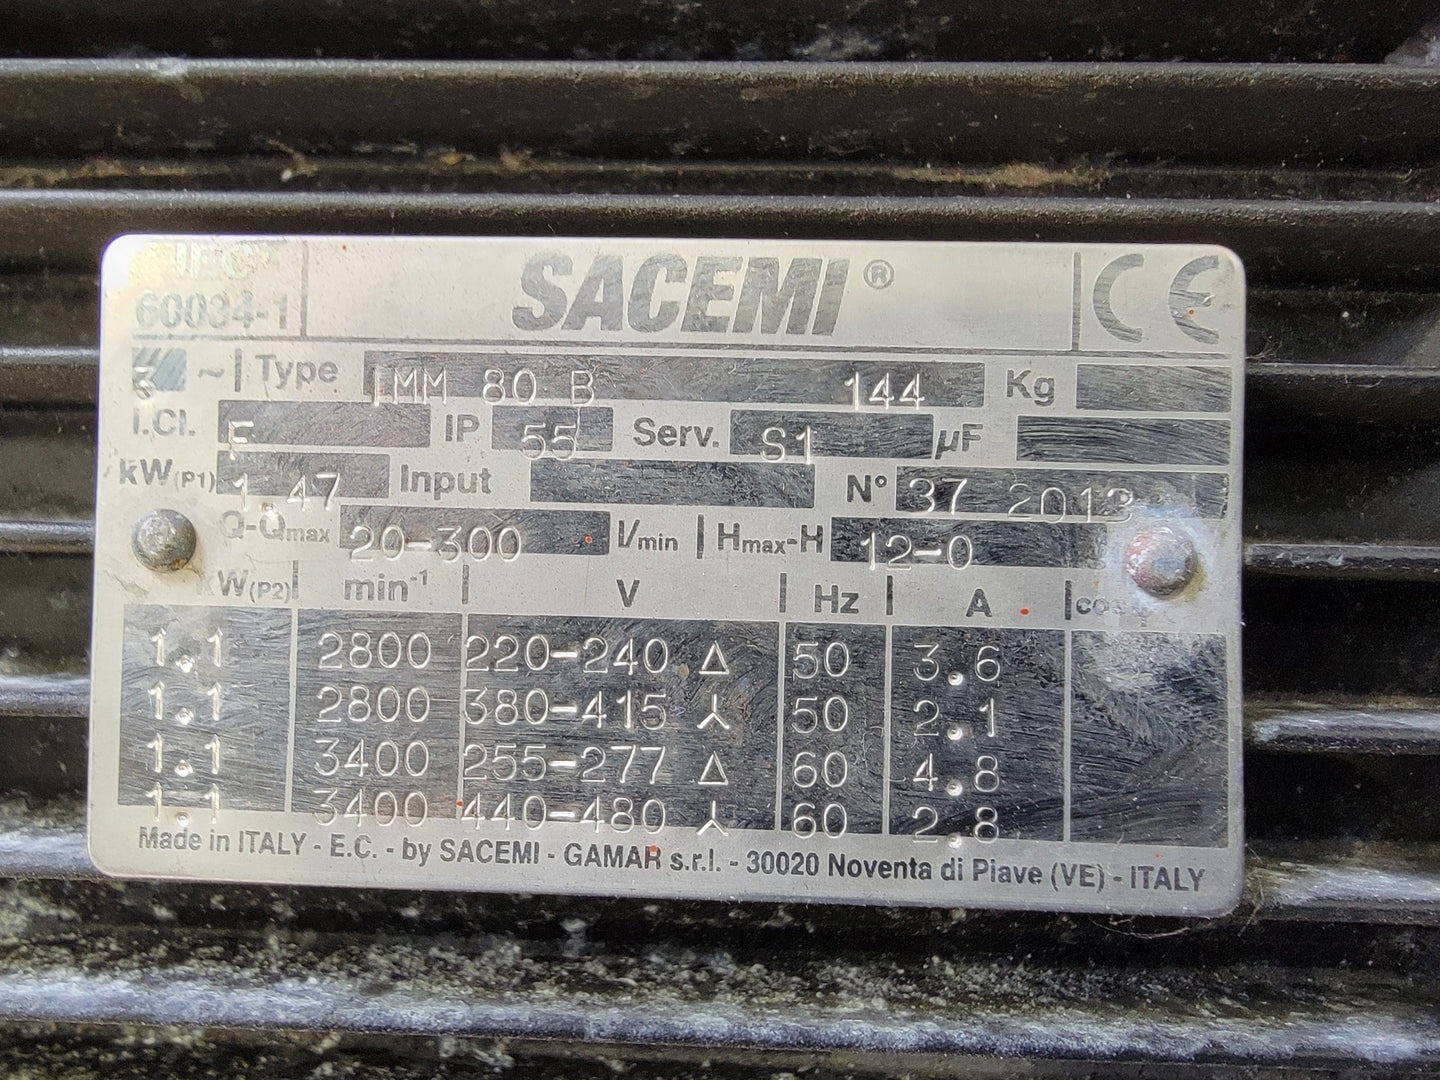 IEC SACEMI ® CE
60034-1
3 ~ Type IMM 80 B 144 Kg
I.Cl. F IP 55 Serv. S1 µF
kW(P1) 1.47 Input N° 37 2013
Q-Qmax 20-300 l/min Hmax-H 12-0
kW(P2) min-1 V Hz A
1.1 2800 220-240 Δ 50 3.6
1.1 2800 380-415 ⅄ 50 2.1
1.1 3400 255-277 Δ 60 4.8
1.1 3400 440-480 ⅄ 60 2.8
Made in ITALY - E.C. - by SACEMI - GAMAR s.r.l. - 30020 Noventa di Piave (VE) - ITALY